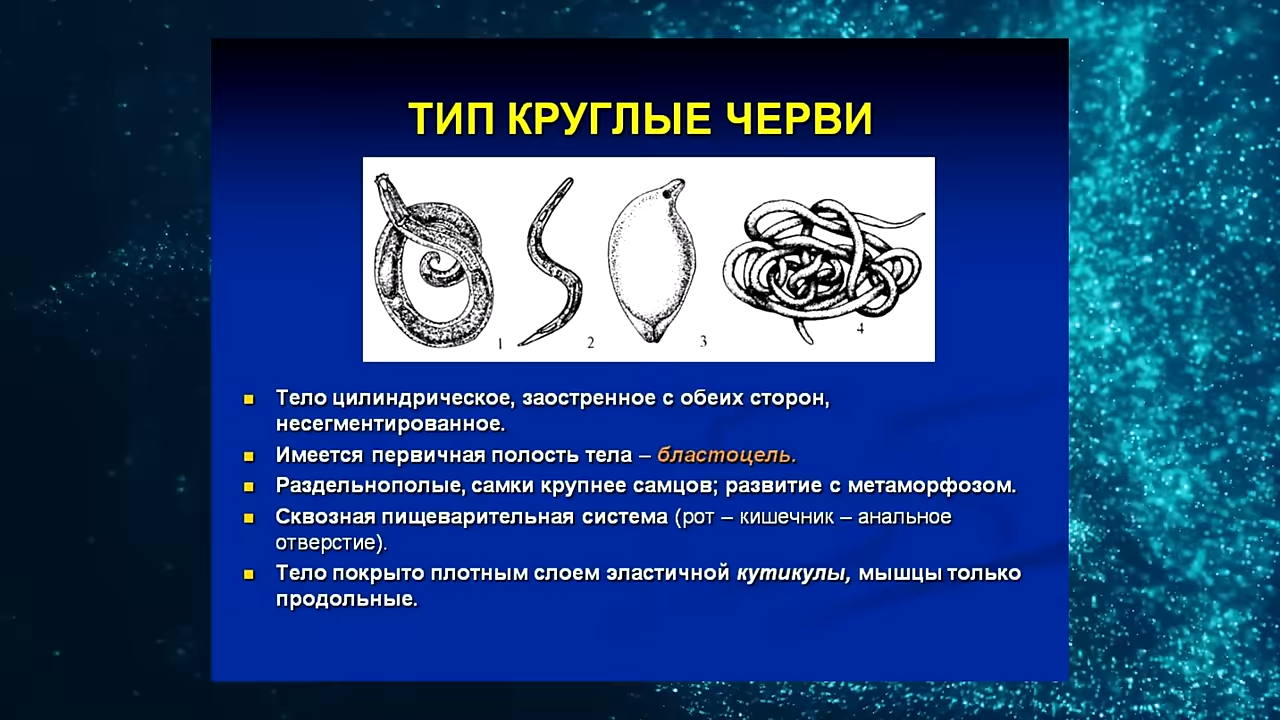 ТИП КРУГЛЫЕ ЧЕРВИ
1 2 3 4
Тело цилиндрическое, заостренное с обеих сторон,
несегментированное.
Имеется первичная полость тела – бластоцель.
Раздельнополые, самки крупнее самцов; развитие с метаморфозом.
Сквозная пищеварительная система (рот – кишечник – анальное
отверстие).
Тело покрыто плотным слоем эластичной кутикулы, мышцы только
продольные.